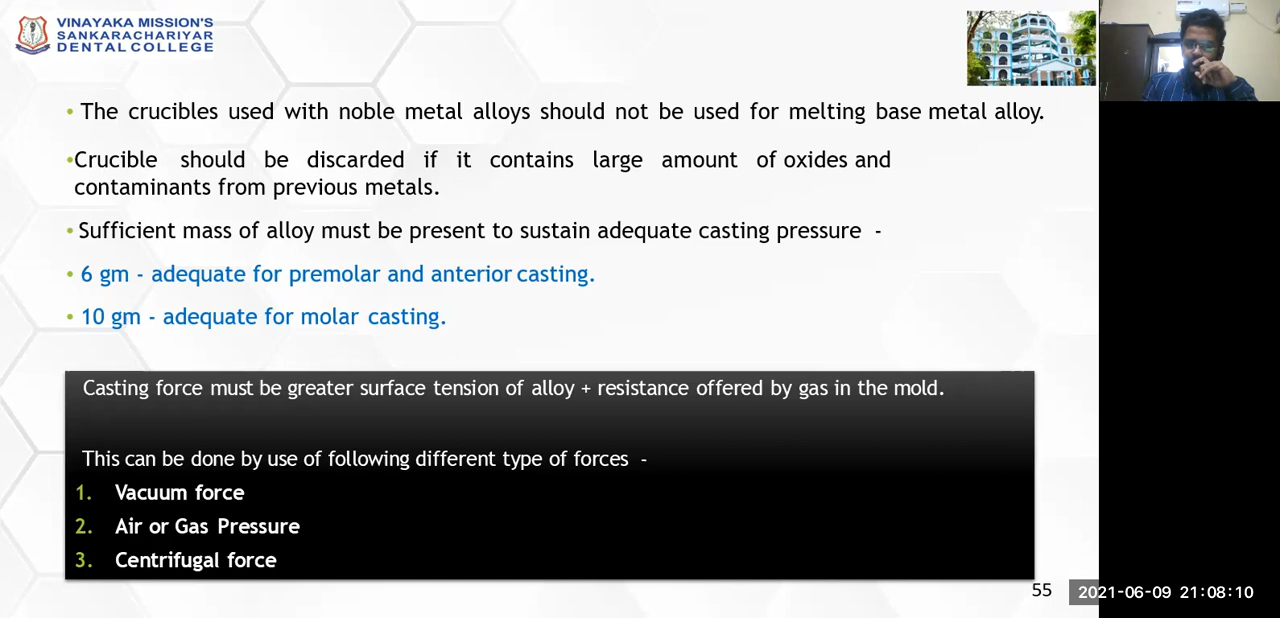 VINAYAKA MISSION'S
SANKARACHARIYAR
DENTAL COLLEGE
• The crucibles used with noble metal alloys should not be used for melting base metal alloy.
•Crucible should be discarded if it contains large amount of oxides and
contaminants from previous metals.
• Sufficient mass of alloy must be present to sustain adequate casting pressure -
• 6 gm - adequate for premolar and anterior casting.
• 10 gm - adequate for molar casting.
Casting force must be greater surface tension of alloy + resistance offered by gas in the mold.
This can be done by use of following different type of forces -
1. Vacuum force
2. Air or Gas Pressure
3. Centrifugal force
55
2021-06-09 21:08:10